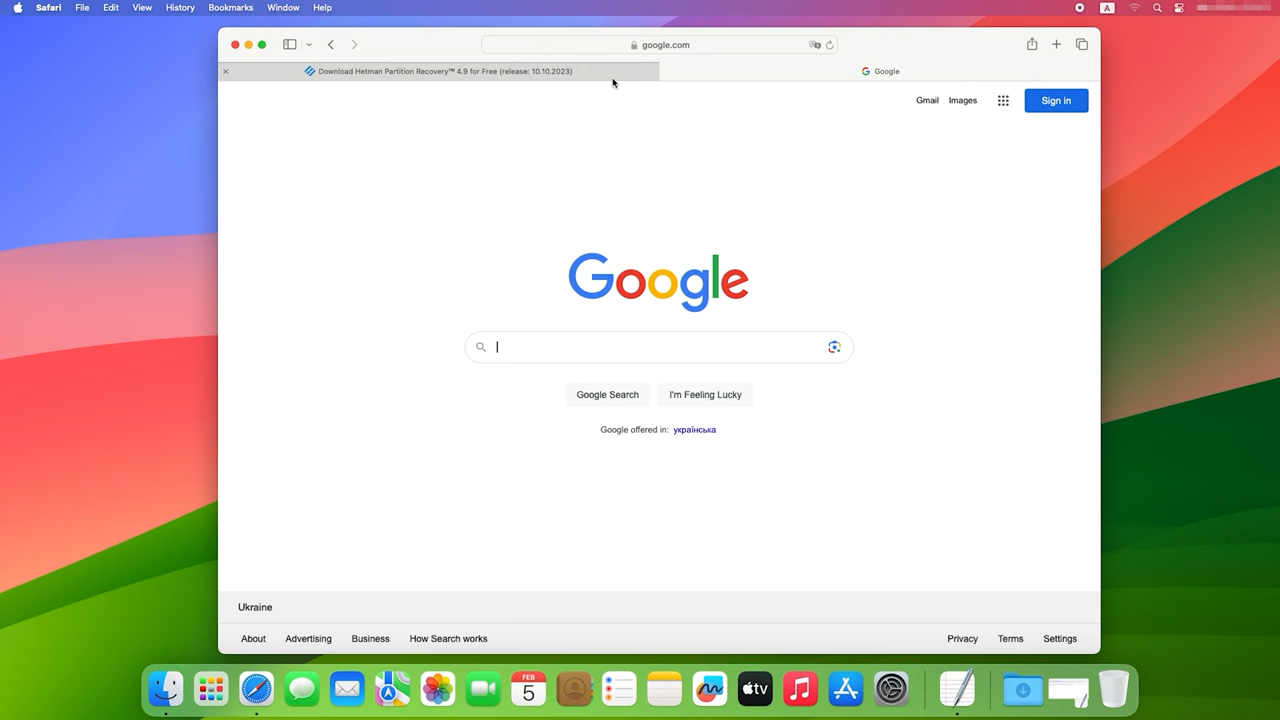 Safari File Edit View History Bookmarks Window Help A
google.com
Download Hetman Partition Recovery™ 4.9 for Free (release: 10.10.2023)
Google
Gmail Images Sign in
Google
Google Search I'm Feeling Lucky
Google offered in: українська
Ukraine
About Advertising Business How Search works Privacy Terms Settings
FEB
5
tv